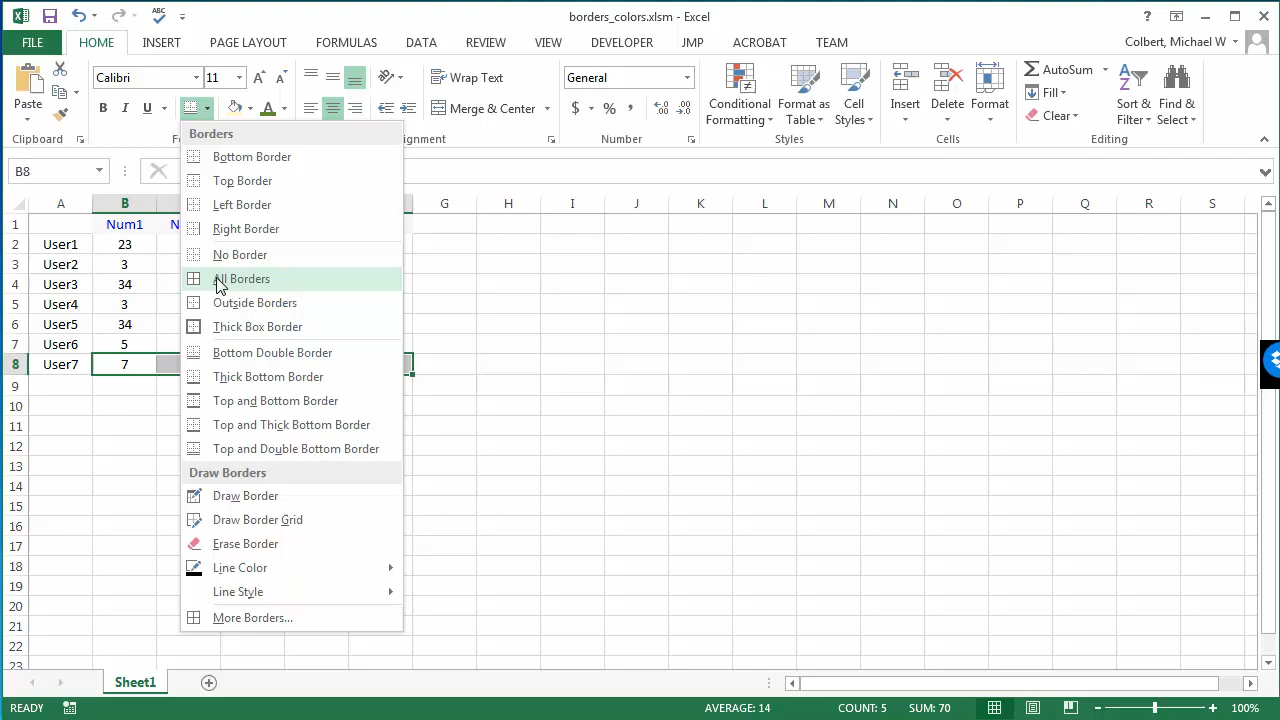 ABC
borders_colors.xlsm - Excel
?
FILE
HOME
INSERT
PAGE LAYOUT
FORMULAS
DATA
REVIEW
VIEW
DEVELOPER
JMP
ACROBAT
TEAM
Colbert, Michael W
Paste
Calibri
11
A A
B I U
A
Wrap Text
Merge & Center
General
$ % ,
Conditional Formatting
Format as Table
Cell Styles
Insert
Delete
Format
AutoSum
Fill
Clear
Sort & Filter
Find & Select
Clipboard
ignment
Number
Styles
Cells
Editing
B8
A B G H I J K L M N O P Q R S
1 Num1 N
2 User1 23
3 User2 3
4 User3 34
5 User4 3
6 User5 34
7 User6 5
8 User7 7
9
10
11
12
13
14
15
16
17
18
19
20
21
22
23
Borders
Bottom Border
Top Border
Left Border
Right Border
No Border
All Borders
Outside Borders
Thick Box Border
Bottom Double Border
Thick Bottom Border
Top and Bottom Border
Top and Thick Bottom Border
Top and Double Bottom Border
Draw Borders
Draw Border
Draw Border Grid
Erase Border
Line Color
Line Style
More Borders...
Sheet1
READY
AVERAGE: 14
COUNT: 5
SUM: 70
100%